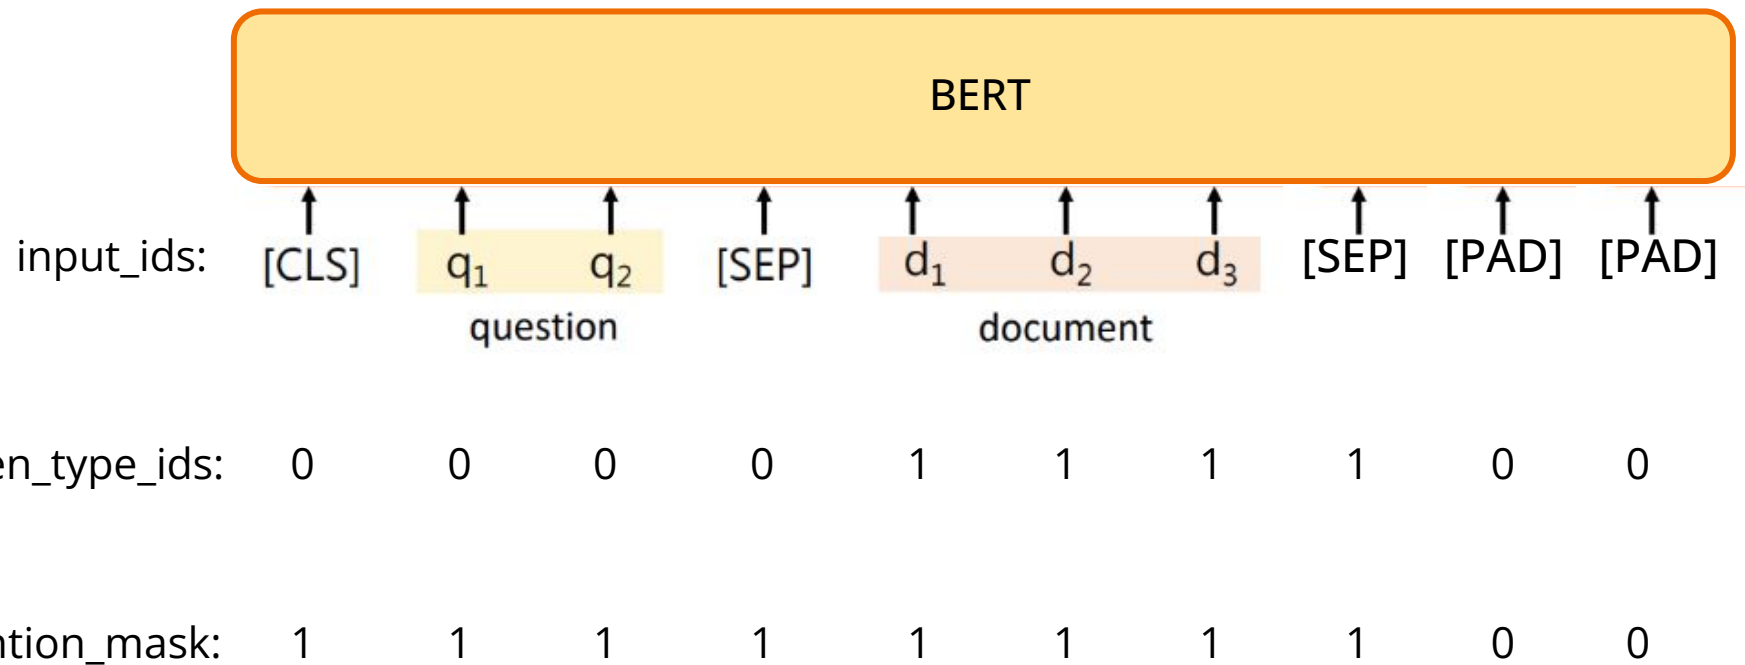 BERT
input_ids: [CLS] q₁ q₂ [SEP] d₁ d₂ d₃ [SEP] [PAD] [PAD]
question document
en_type_ids: 0 0 0 0 1 1 1 1 0 0
ntion_mask: 1 1 1 1 1 1 1 1 0 0